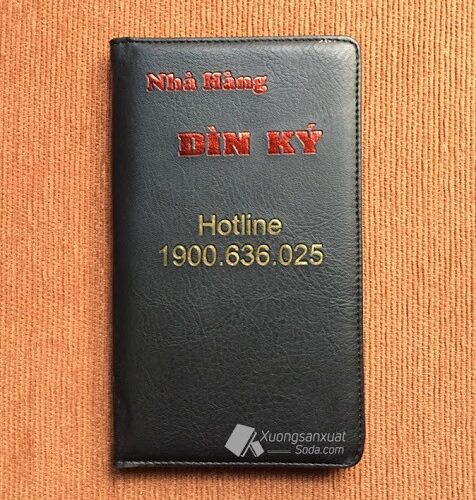 Nhà Hàng
DÌN KÝ
Hotline
1900.636.025
Xuongsanxuat
Soda.com